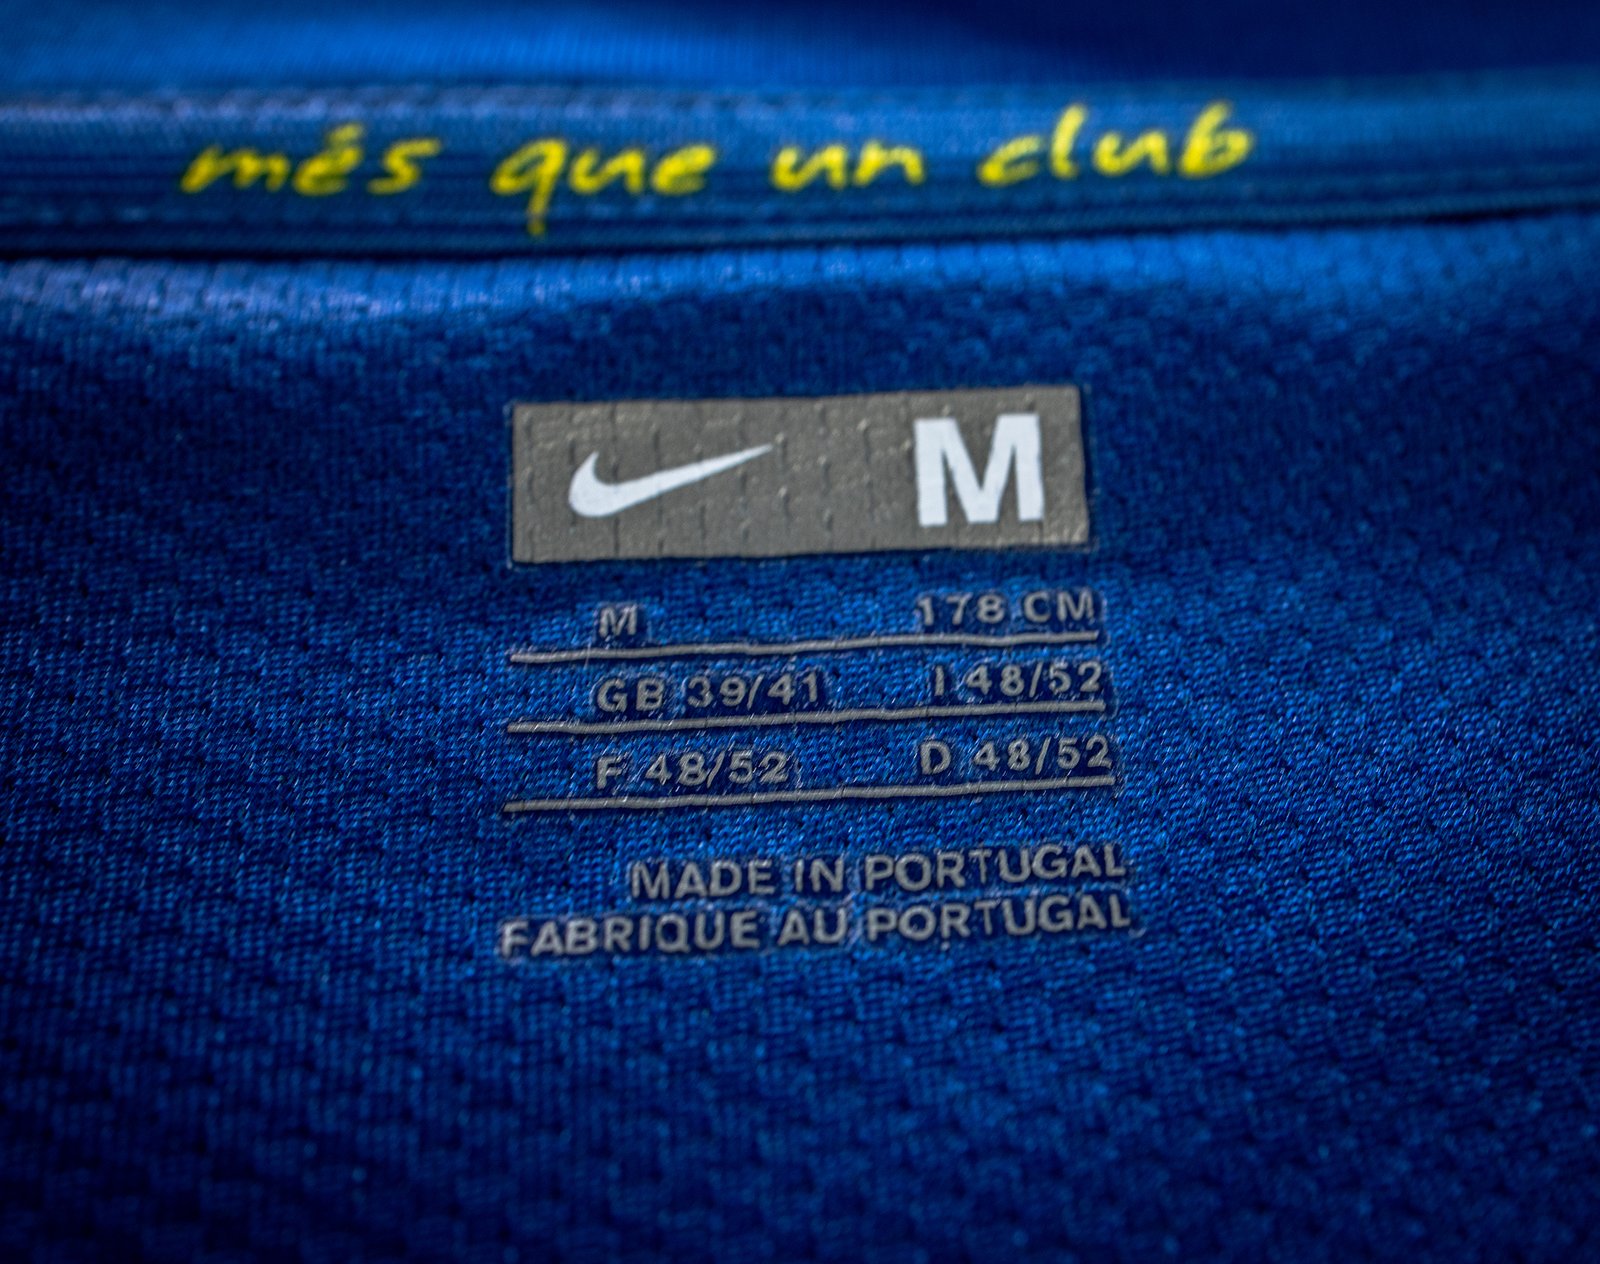 més que un club
M
M 178 CM
GB 39/41 I 48/52
F 48/52 D 48/52
MADE IN PORTUGAL
FABRIQUE AU PORTUGAL